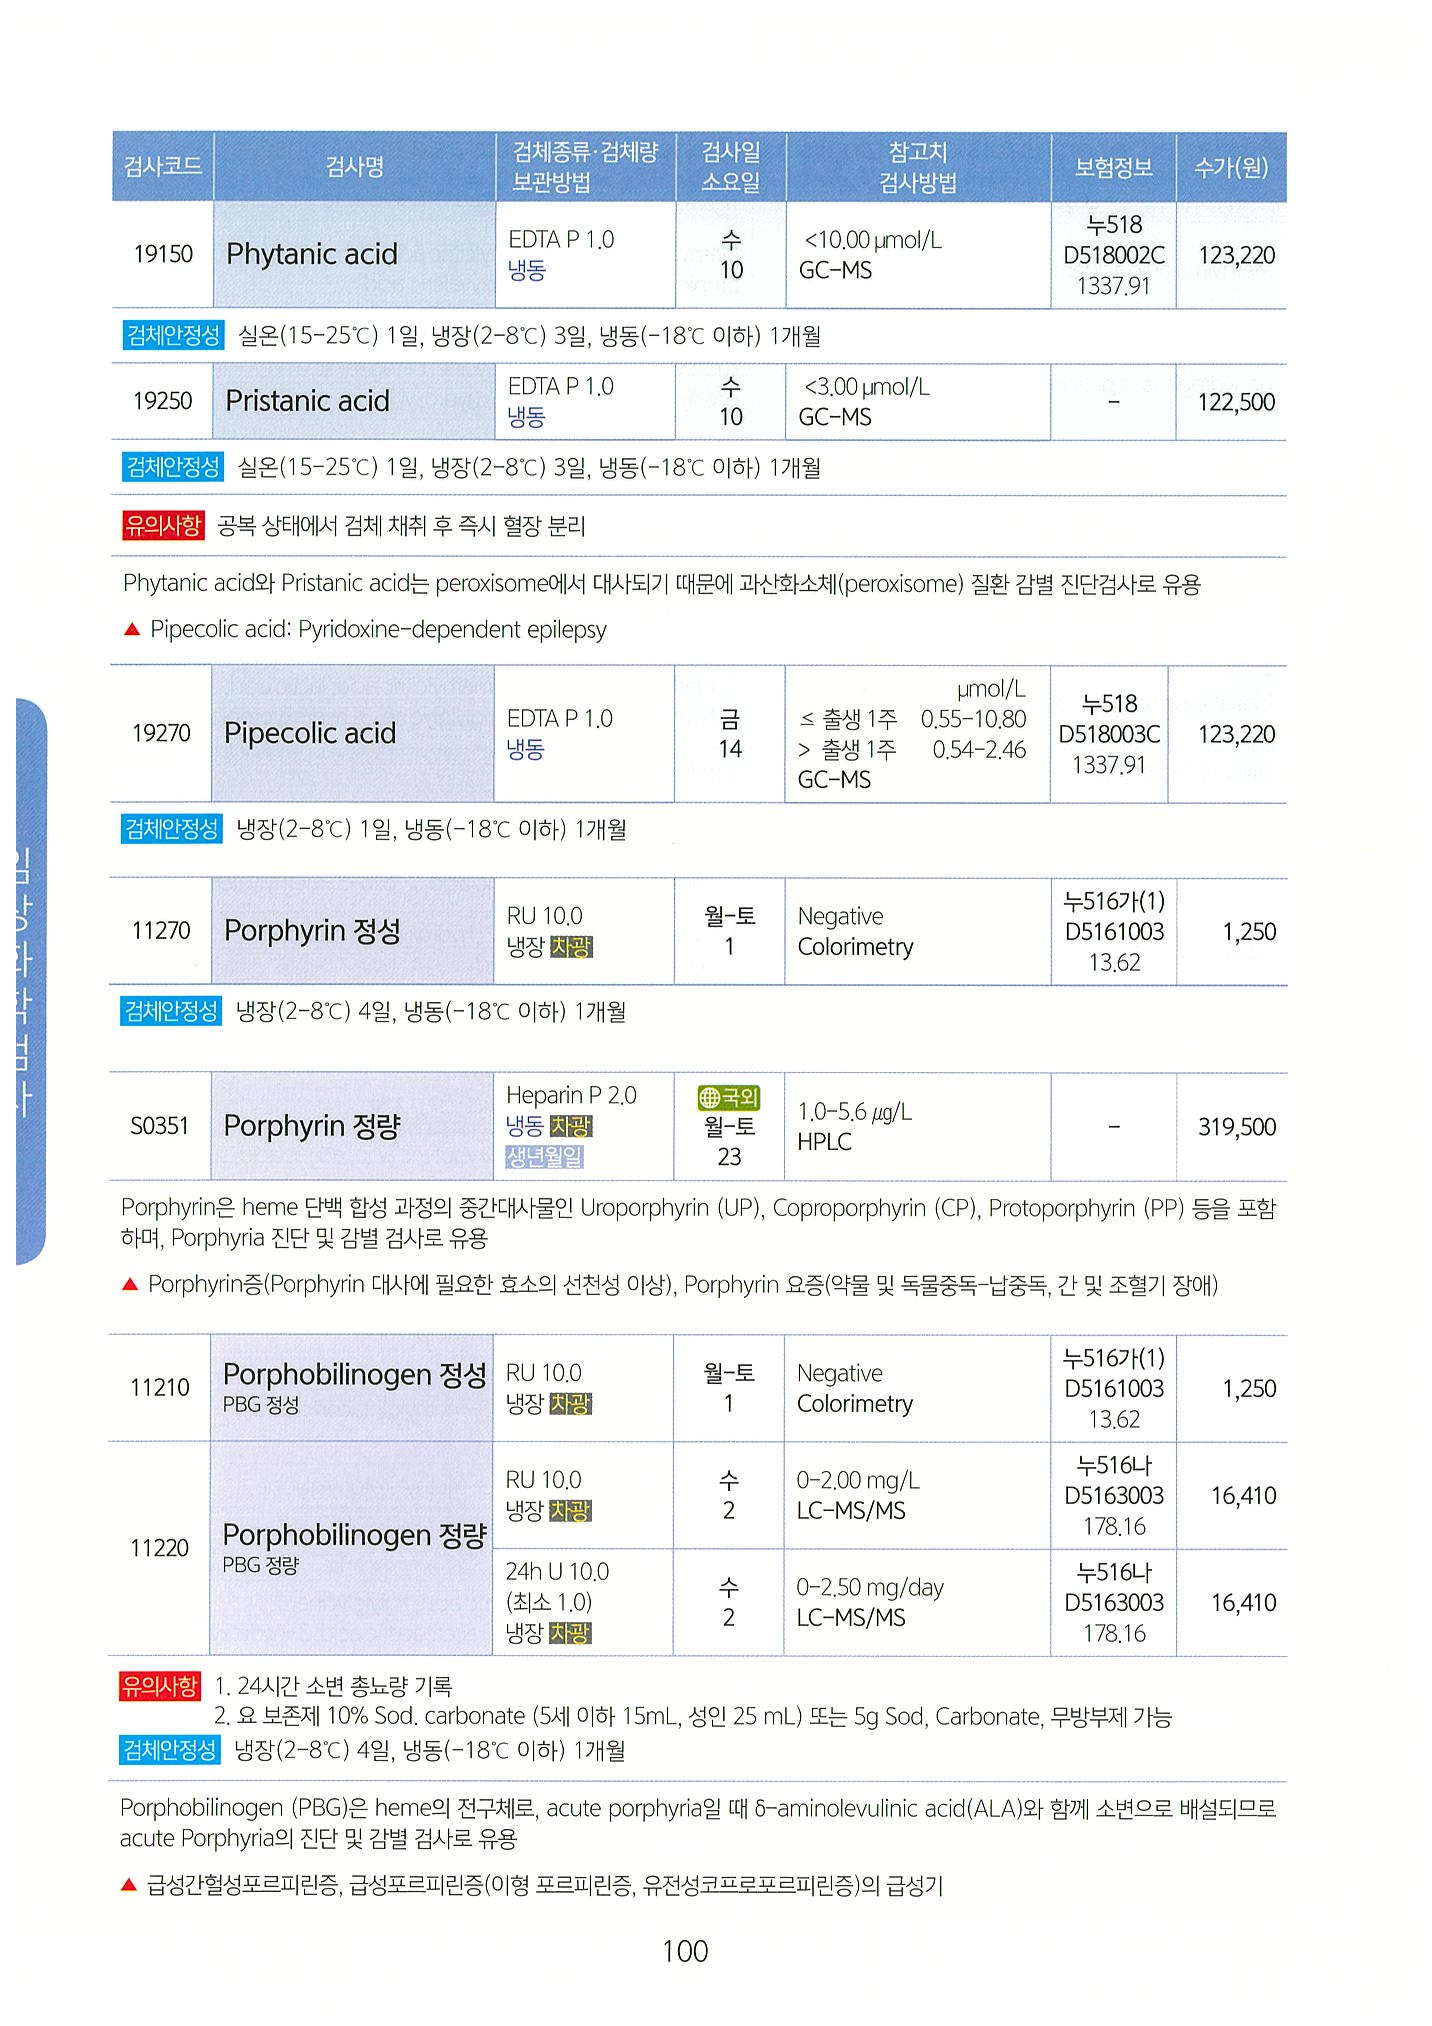 검사코드
검사명
검체종류·검체량
보관방법
검사일
소요일
참고치
검사방법
보험정보
수가(원)
19150
Phytanic acid
EDTA P 1.0
냉동
수
10
<10.00 µmol/L
GC-MS
누518
D518002C
1337.91
123,220
검체안정성 실온(15-25℃) 1일, 냉장(2-8℃) 3일, 냉동(-18℃ 이하) 1개월
19250
Pristanic acid
EDTA P 1.0
냉동
수
10
<3.00 µmol/L
GC-MS
-
122,500
검체안정성 실온(15-25℃) 1일, 냉장(2-8℃) 3일, 냉동(-18℃ 이하) 1개월
유의사항 공복 상태에서 검체 채취 후 즉시 혈장 분리
Phytanic acid와 Pristanic acid는 peroxisome에서 대사되기 때문에 과산화소체(peroxisome) 질환 감별 진단검사로 유용
▲ Pipecolic acid: Pyridoxine-dependent epilepsy
19270
Pipecolic acid
EDTA P 1.0
냉동
금
14
µmol/L
≤ 출생 1주 0.55-10.80
> 출생 1주 0.54-2.46
GC-MS
누518
D518003C
1337.91
123,220
검체안정성 냉장(2-8℃) 1일, 냉동(-18℃ 이하) 1개월
11270
Porphyrin 정성
RU 10.0
냉장 차광
월-토
1
Negative
Colorimetry
누516가(1)
D5161003
13.62
1,250
검체안정성 냉장(2-8℃) 4일, 냉동(-18℃ 이하) 1개월
S0351
Porphyrin 정량
Heparin P 2.0
냉동 차광
생년월일
국외
월-토
23
1.0-5.6 µg/L
HPLC
-
319,500
Porphyrin은 heme 단백 합성 과정의 중간대사물인 Uroporphyrin (UP), Coproporphyrin (CP), Protoporphyrin (PP) 등을 포함
하며, Porphyria 진단 및 감별 검사로 유용
▲ Porphyrin증(Porphyrin 대사에 필요한 효소의 선천성 이상), Porphyrin 요증(약물 및 독물중독-납중독, 간 및 조혈기 장애)
11210
Porphobilinogen 정성
PBG 정성
RU 10.0
냉장 차광
월-토
1
Negative
Colorimetry
누516가(1)
D5161003
13.62
1,250
11220
Porphobilinogen 정량
PBG 정량
RU 10.0
냉장 차광
수
2
0-2.00 mg/L
LC-MS/MS
누516나
D5163003
178.16
16,410
24h U 10.0
(최소 1.0)
냉장 차광
수
2
0-2.50 mg/day
LC-MS/MS
누516나
D5163003
178.16
16,410
유의사항 1. 24시간 소변 총뇨량 기록
2. 요 보존제 10% Sod. carbonate (5세 이하 15mL, 성인 25 mL) 또는 5g Sod, Carbonate, 무방부제 가능
검체안정성 냉장(2-8℃) 4일, 냉동(-18℃ 이하) 1개월
Porphobilinogen (PBG)은 heme의 전구체로, acute porphyria일 때 δ-aminolevulinic acid(ALA)와 함께 소변으로 배설되므로
acute Porphyria의 진단 및 감별 검사로 유용
▲ 급성간헐성포르피린증, 급성포르피린증(이형 포르피린증, 유전성코프로포르피린증)의 급성기
100